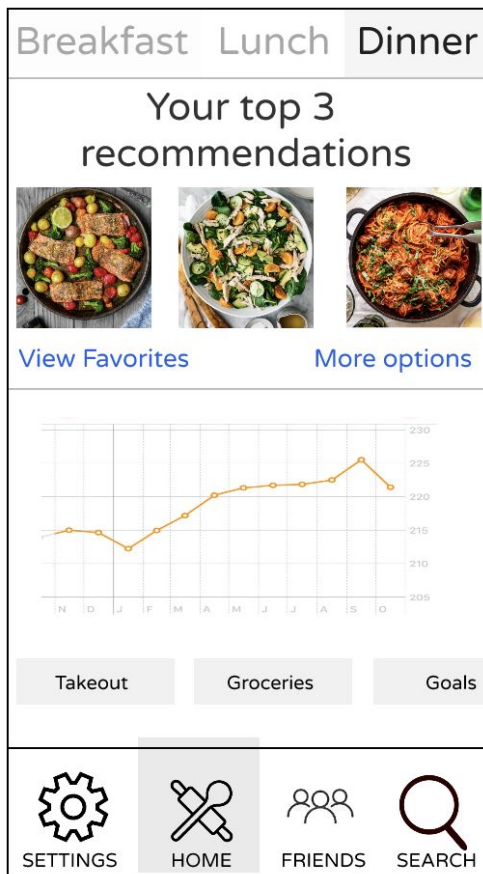 Breakfast Lunch Dinner
Your top 3
recommendations
View Favorites More options
230
225
220
215
210
205
N D J F M A M J J A S O
Takeout Groceries Goals
SETTINGS HOME FRIENDS SEARCH